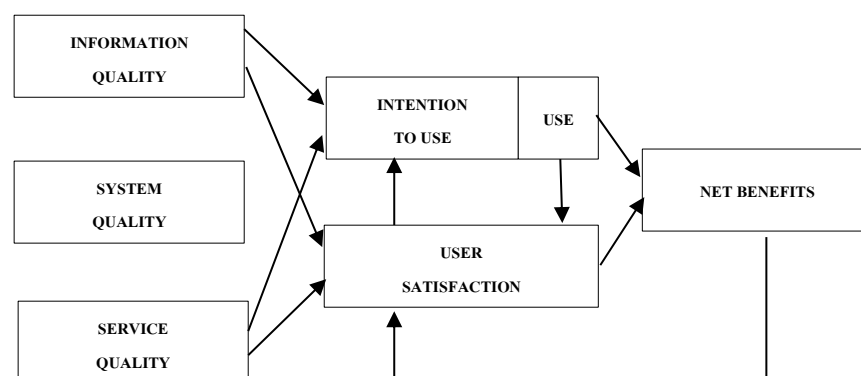 INFORMATION
QUALITY
INTENTION
TO USE
USE
SYSTEM
QUALITY
NET BENEFITS
USER
SATISFACTION
SERVICE
QUALITY